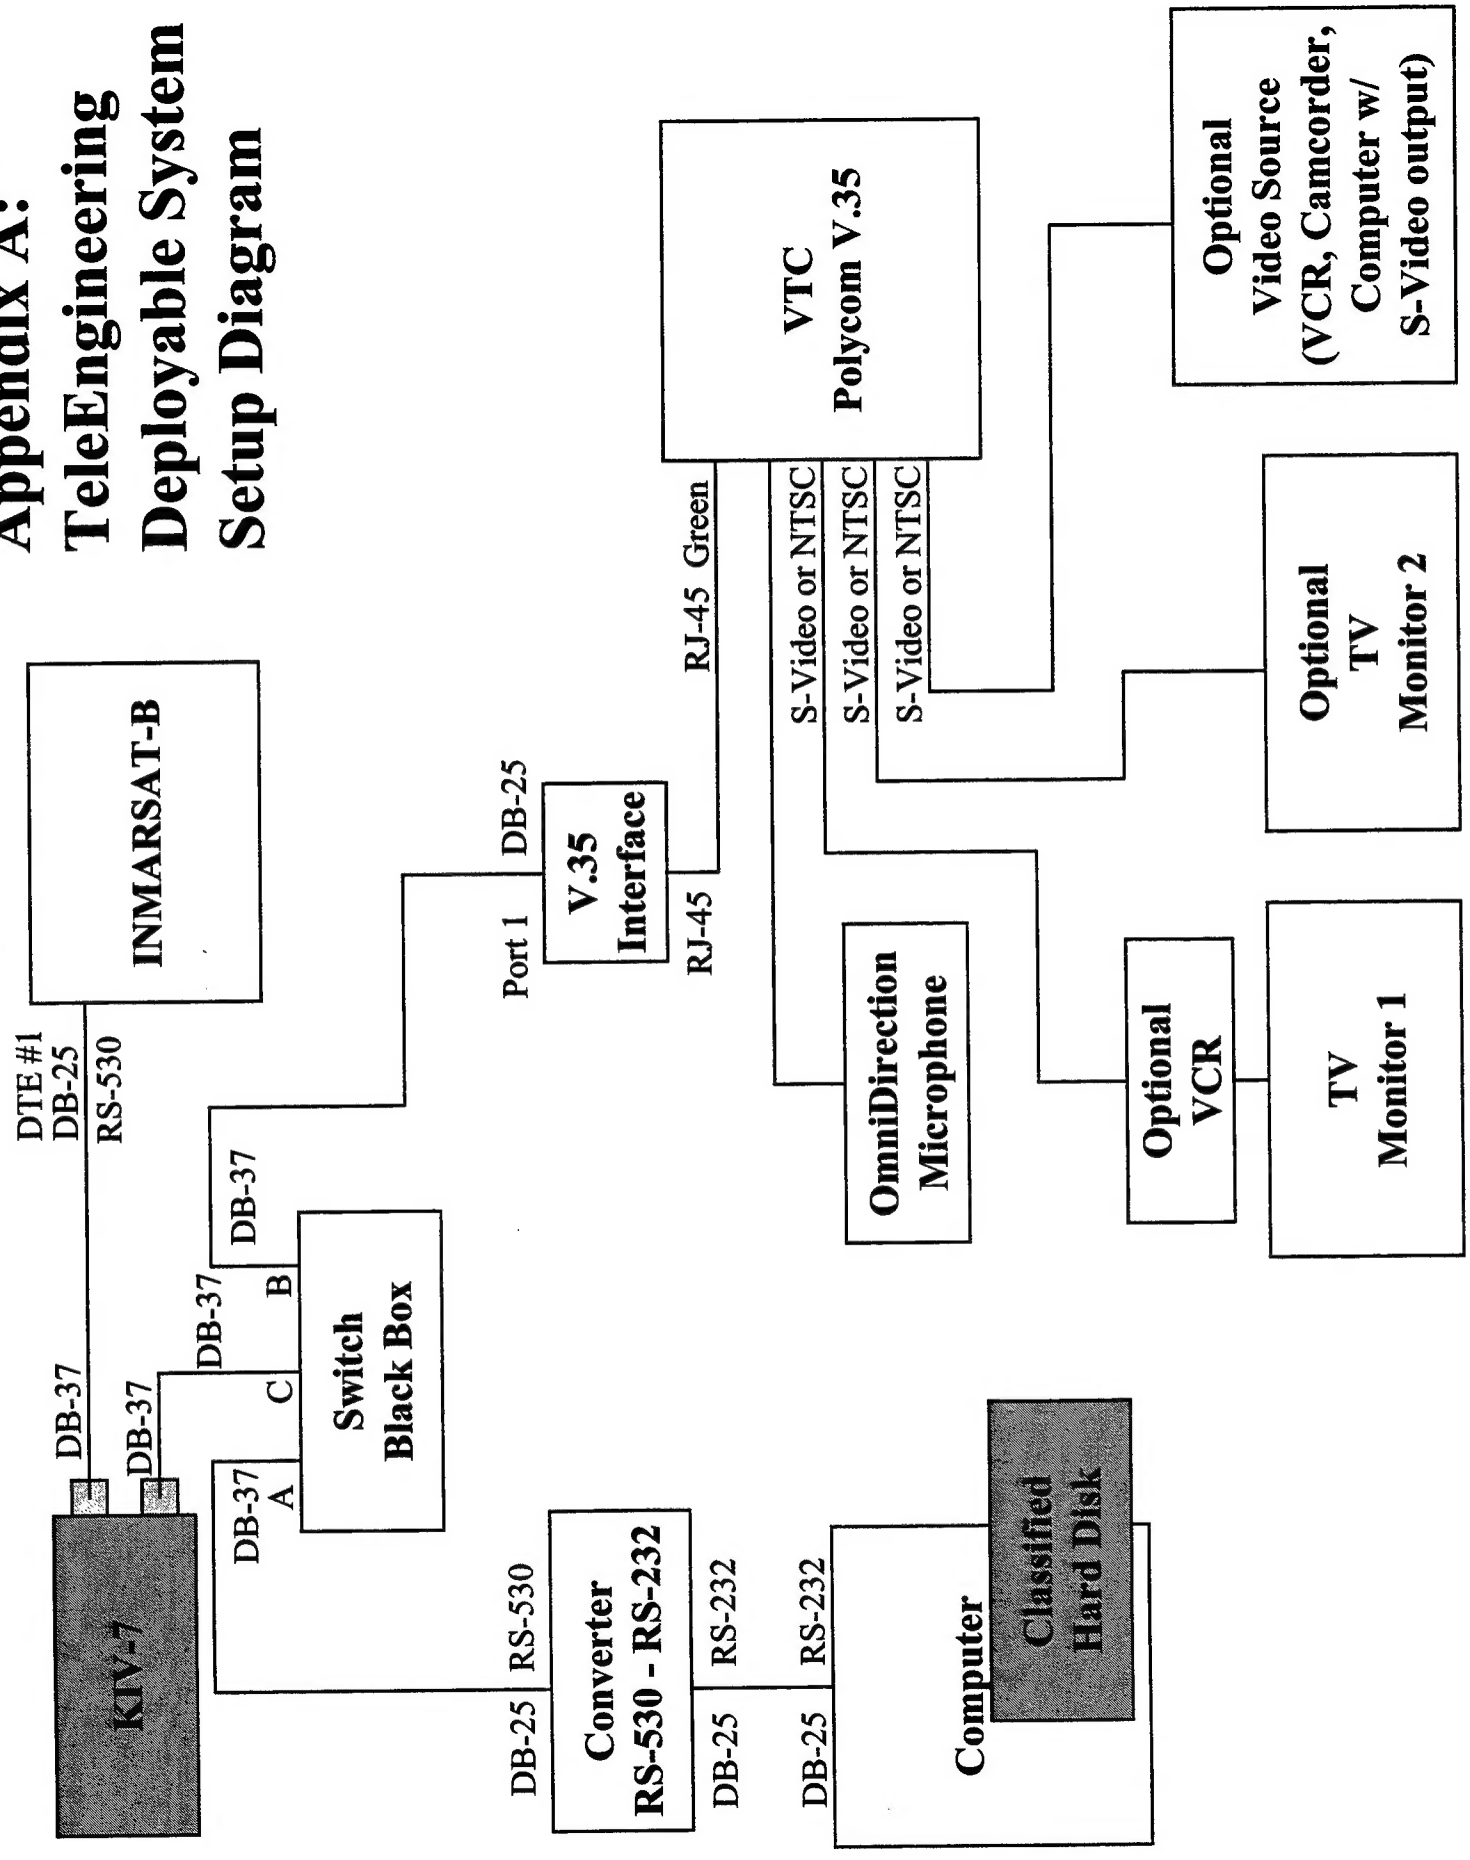 Appendix A:
TeleEngineering
Deployable System
Setup Diagram
KIV-7
DB-37
DB-37
DTE #1
DB-25
RS-530
INMARSAT-B
DB-37
A
DB-37
C
DB-37
B
Switch
Black Box
DB-25
RS-530
Converter
RS-530 - RS-232
DB-25
RS-232
DB-25
RS-232
Computer
Classified
Hard Disk
Port 1
DB-25
V.35
Interface
RJ-45
RJ-45 Green
VTC
Polycom V.35
S-Video or NTSC
S-Video or NTSC
S-Video or NTSC
OmniDirection
Microphone
Optional
VCR
TV
Monitor 1
Optional
TV
Monitor 2
Optional
Video Source
(VCR, Camcorder,
Computer w/
S-Video output)